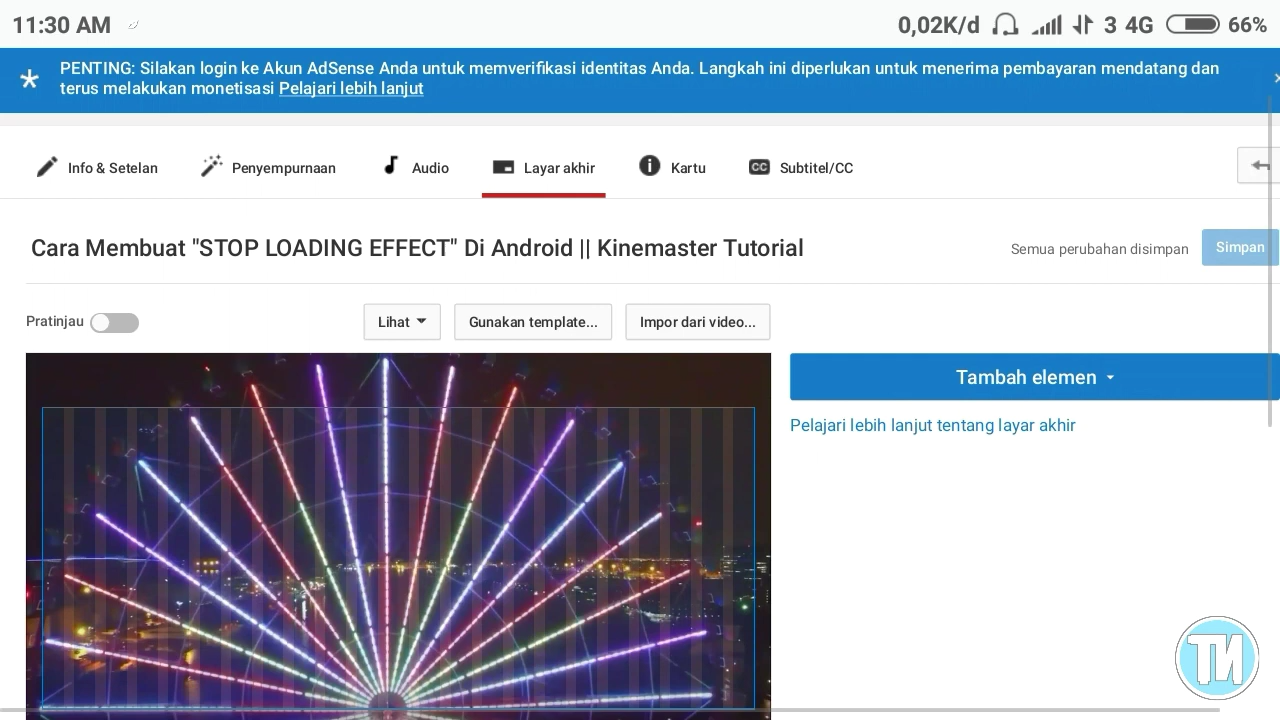 11:30 AM 0,02K/d 3 4G 66%
PENTING: Silakan login ke Akun AdSense Anda untuk memverifikasi identitas Anda. Langkah ini diperlukan untuk menerima pembayaran mendatang dan
terus melakukan monetisasi Pelajari lebih lanjut
Info & Setelan Penyempurnaan Audio Layar akhir Kartu CC Subtitel/CC
Cara Membuat "STOP LOADING EFFECT" Di Android || Kinemaster Tutorial
Semua perubahan disimpan Simpan
Pratinjau Lihat Gunakan template... Impor dari video...
Tambah elemen
Pelajari lebih lanjut tentang layar akhir